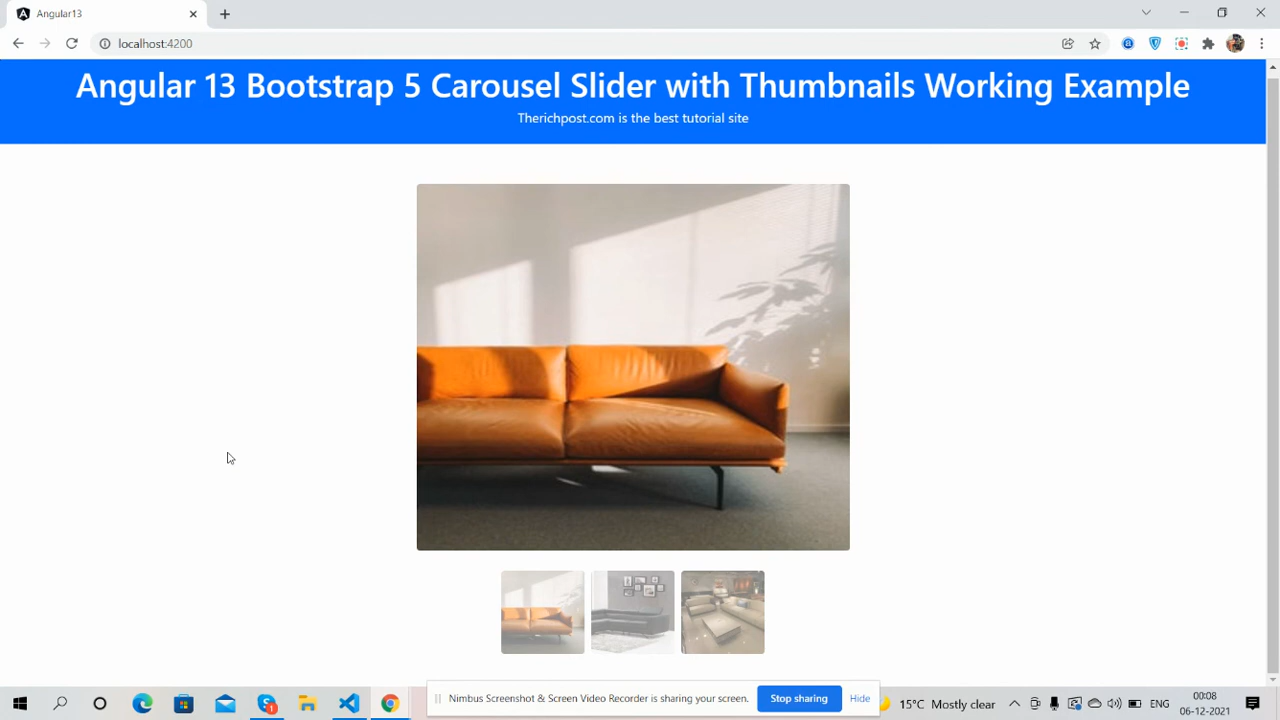 Angular13
localhost:4200
Angular 13 Bootstrap 5 Carousel Slider with Thumbnails Working Example
Therichpost.com is the best tutorial site
Nimbus Screenshot & Screen Video Recorder is sharing your screen. Stop sharing Hide
15°C Mostly clear
ENG
00:08
06-12-2021
1